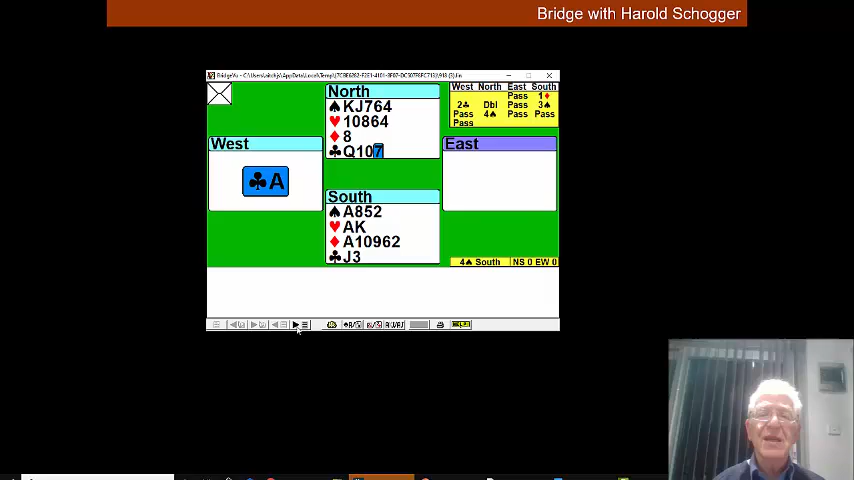 Bridge with Harold Schogger
West North East South
Pass 1♦
2♣ Dbl Pass 3♠
Pass 4♠ Pass Pass
Pass
North
♠KJ764
♥10864
♦8
♣Q107
West
♣A
East
South
♠A852
♥AK
♦A10962
♣J3
4♠ South NS 0 EW 0